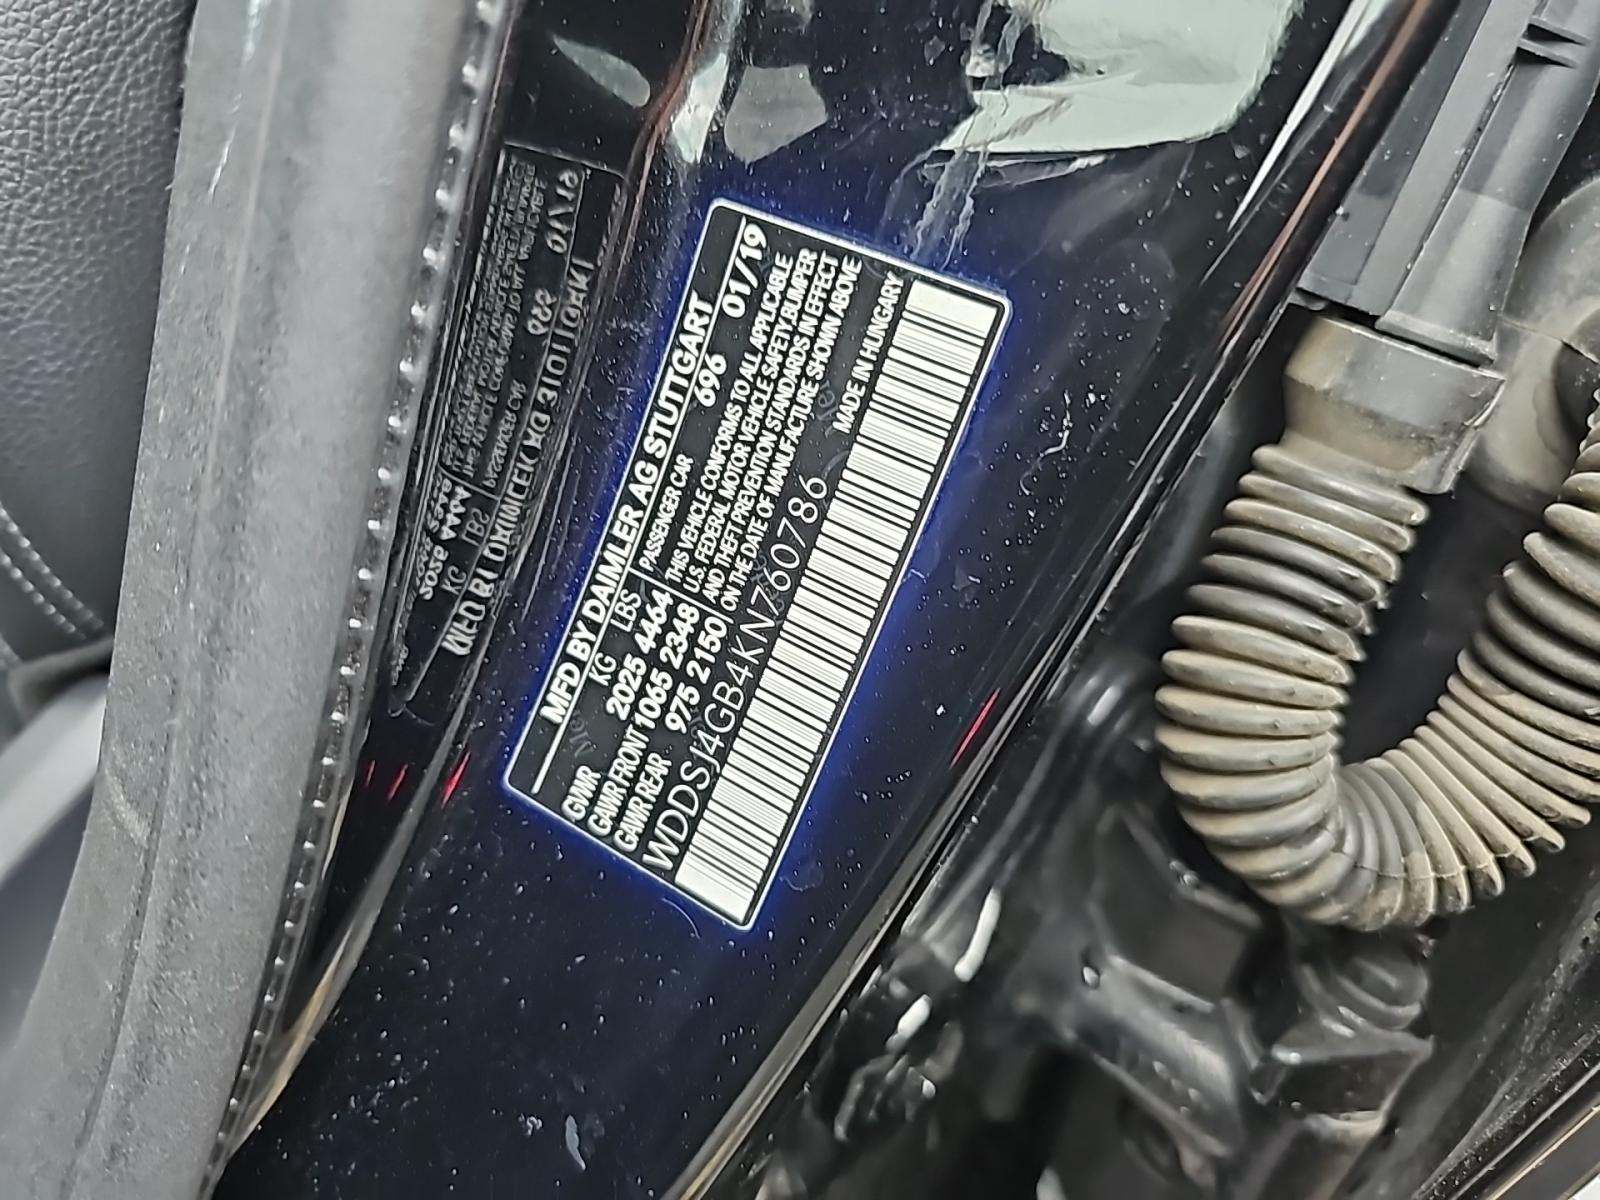 MFD BY DAIMLER AG STUTTGART
KG LBS
PASSENGER CAR 696 01/19
GVWR 2025 4464
GAWR FRONT 1065 2348
GAWR REAR 975 2150
THIS VEHICLE CONFORMS TO ALL APPLICABLE
U.S. FEDERAL MOTOR VEHICLE SAFETY,BUMPER
AND THEFT PREVENTION STANDARDS IN EFFECT
ON THE DATE OF MANUFACTURE SHOWN ABOVE
MADE IN HUNGARY
WDDSJ4GB4KN760786